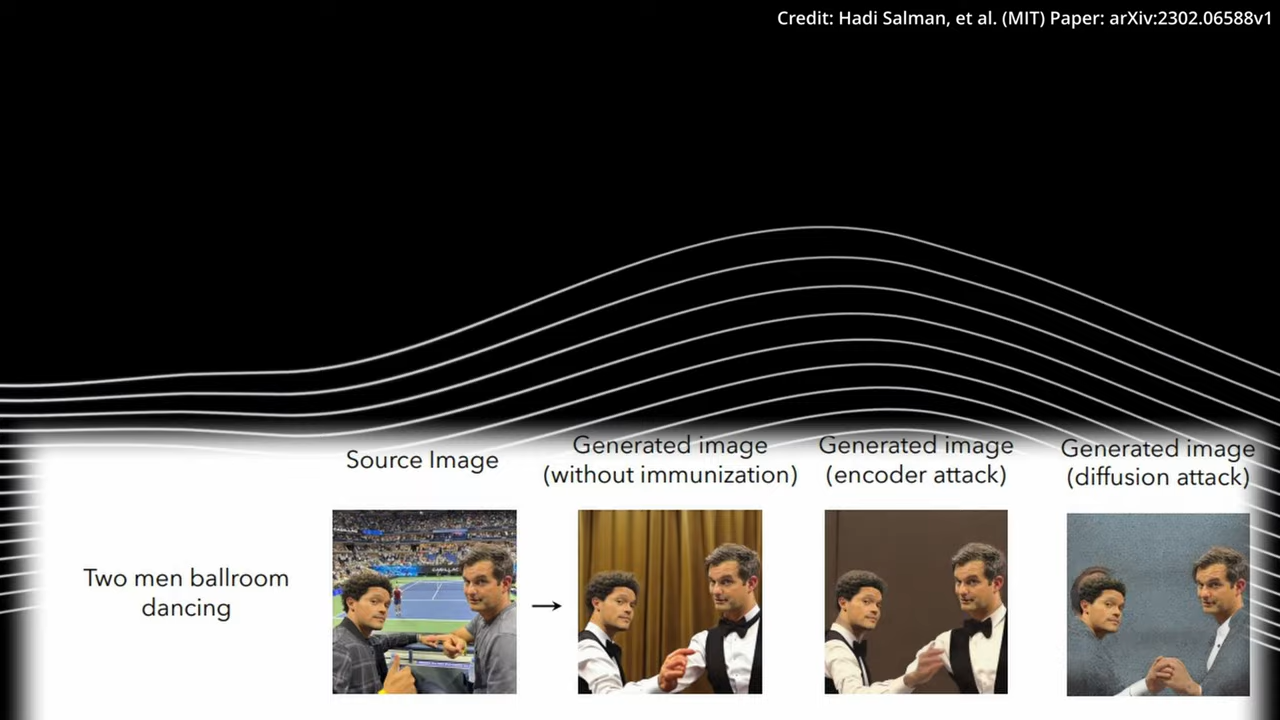 Credit: Hadi Salman, et al. (MIT) Paper: arXiv:2302.06588v1
Source Image
Generated image
(without immunization)
Generated image
(encoder attack)
Generated image
(diffusion attack)
Two men ballroom
dancing